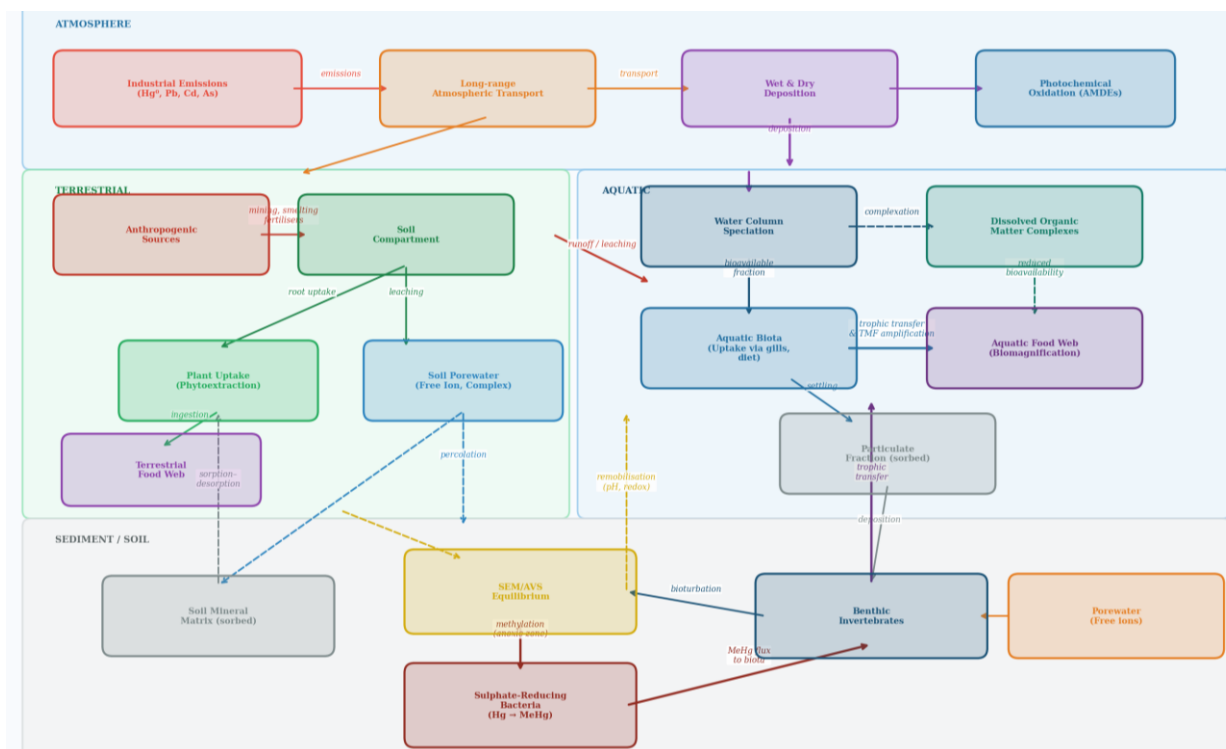 ATMOSPHERE
Industrial Emissions
(Hg⁰, Pb, Cd, As)
emissions
Long-range
Atmospheric Transport
transport
Wet & Dry
Deposition
deposition
Photochemical
Oxidation (AMDEs)
TERRESTRIAL
Anthropogenic
Sources
mining, smelting
fertilisers
Soil
Compartment
root uptake
leaching
runoff / leaching
Plant Uptake
(Phytoextraction)
Soil Porewater
(Free Ion, Complex)
ingestion
Terrestrial
Food Web
sorption–
desorption
percolation
AQUATIC
Water Column
Speciation
complexation
Dissolved Organic
Matter Complexes
bioavailable
fraction
reduced
bioavailability
Aquatic Biota
(Uptake via gills,
diet)
trophic transfer
& TMF amplification
Aquatic Food Web
(Biomagnification)
settling
Particulate
Fraction (sorbed)
trophic
transfer
remobilisation
(pH, redox)
deposition
SEDIMENT / SOIL
Soil Mineral
Matrix (sorbed)
SEM/AVS
Equilibrium
bioturbation
Benthic
Invertebrates
Porewater
(Free Ions)
methylation
(anoxic zone)
MeHg flux
to biota
Sulphate-Reducing
Bacteria
(Hg → MeHg)